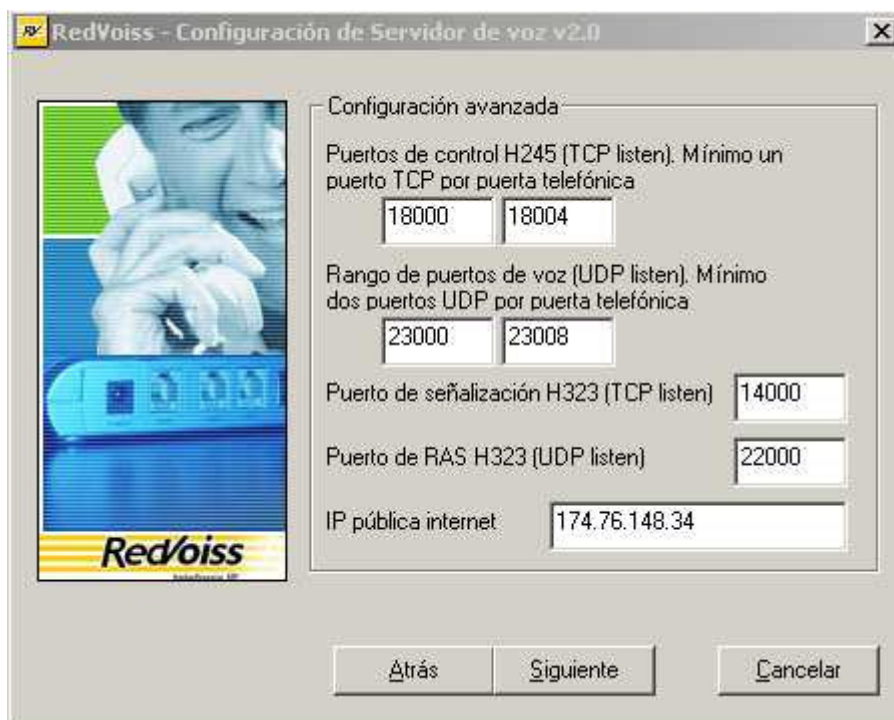 RV RedVoiss - Configuración de Servidor de voz v2.0
Configuración avanzada
Puertos de control H245 (TCP listen). Mínimo un
puerto TCP por puerta telefónica
18000 18004
Rango de puertos de voz (UDP listen). Mínimo
dos puertos UDP por puerta telefónica
23000 23008
Puerto de señalización H323 (TCP listen) 14000
Puerto de RAS H323 (UDP listen) 22000
IP pública internet 174.76.148.34
RedVoiss
Atrás Siguiente Cancelar